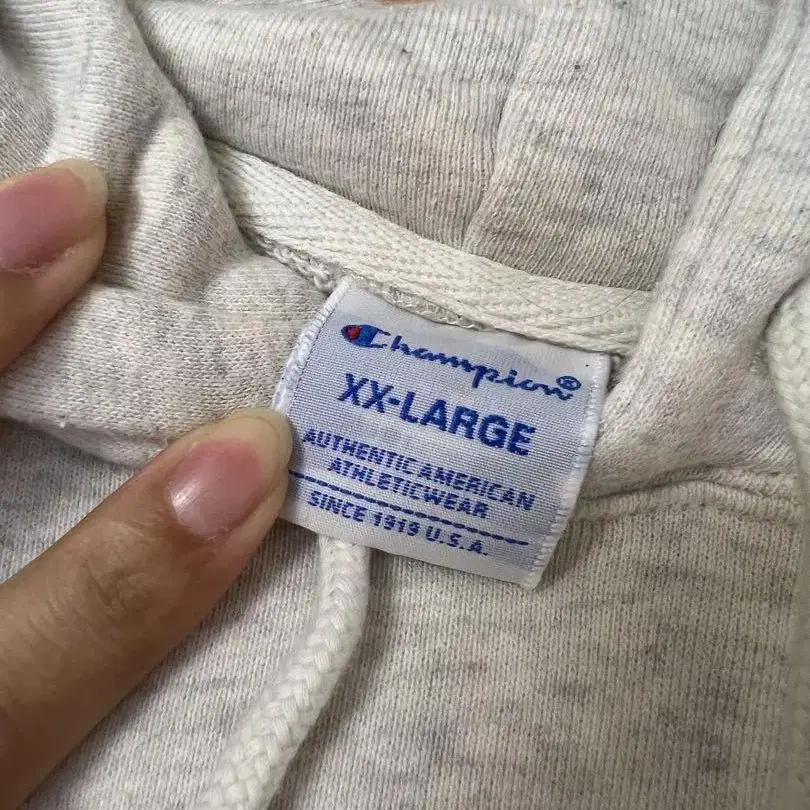 Champion®
XX-LARGE
AUTHENTIC AMERICAN
ATHLETICWEAR
SINCE 1919 U.S.A.